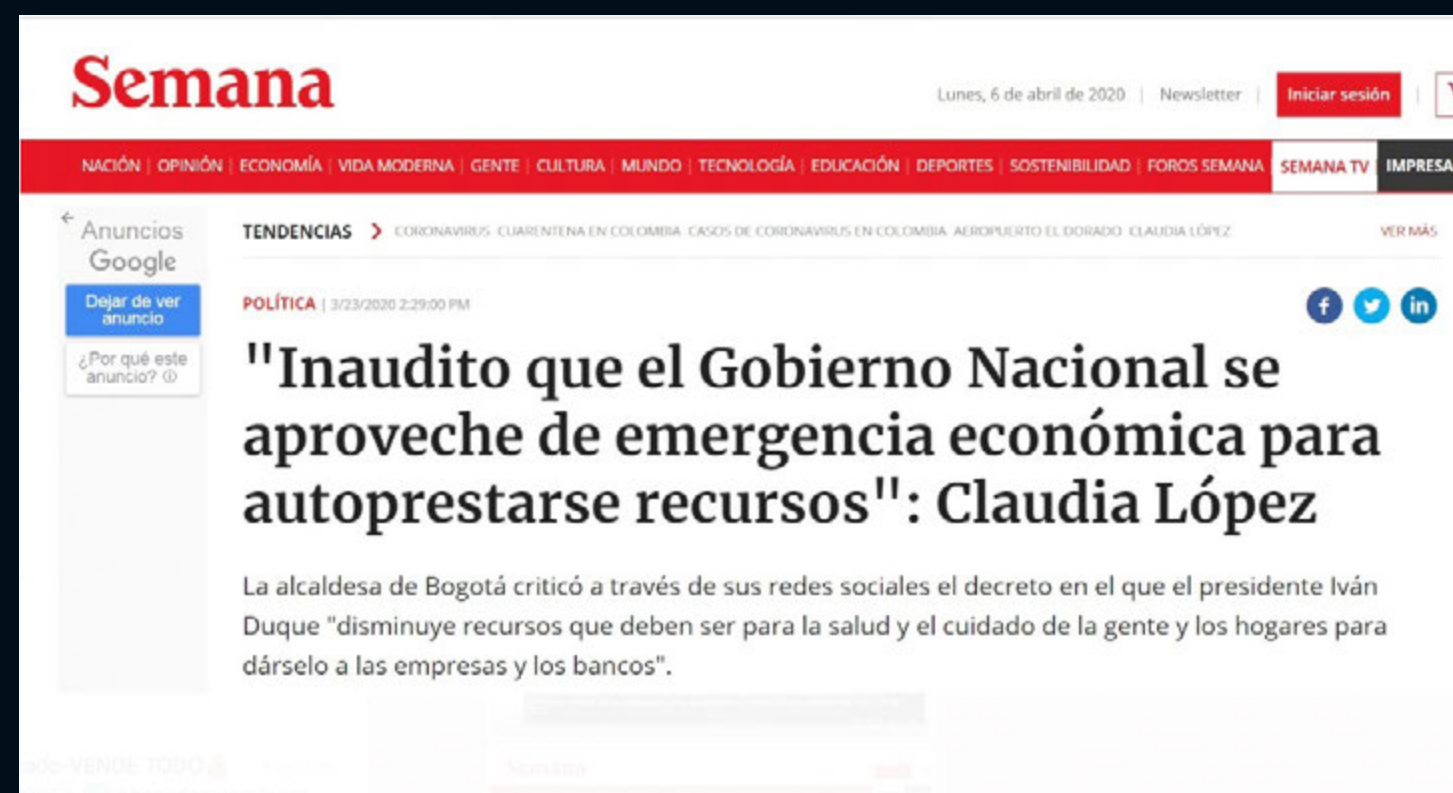 Semana
Lunes, 6 de abril de 2020 | Newsletter | Iniciar sesión |
NACIÓN | OPINIÓN | ECONOMÍA | VIDA MODERNA | GENTE | CULTURA | MUNDO | TECNOLOGÍA | EDUCACIÓN | DEPORTES | SOSTENIBILIDAD | FOROS SEMANA | SEMANA TV | IMPRESA
Anuncios
Google
Dejar de ver
anuncio
¿Por qué este
anuncio?
TENDENCIAS CORONAVIRUS CUARENTENA EN COLOMBIA CASOS DE CORONAVIRUS EN COLOMBIA AEROPUERTO EL DORADO CLAUDIA LÓPEZ VER MÁS
POLÍTICA | 3/23/2020 2:29:00 PM
"Inaudito que el Gobierno Nacional se
aproveche de emergencia económica para
autoprestarse recursos": Claudia López
La alcaldesa de Bogotá criticó a través de sus redes sociales el decreto en el que el presidente Iván
Duque "disminuye recursos que deben ser para la salud y el cuidado de la gente y los hogares para
dárselo a las empresas y los bancos".
VENDE TODO
Semana